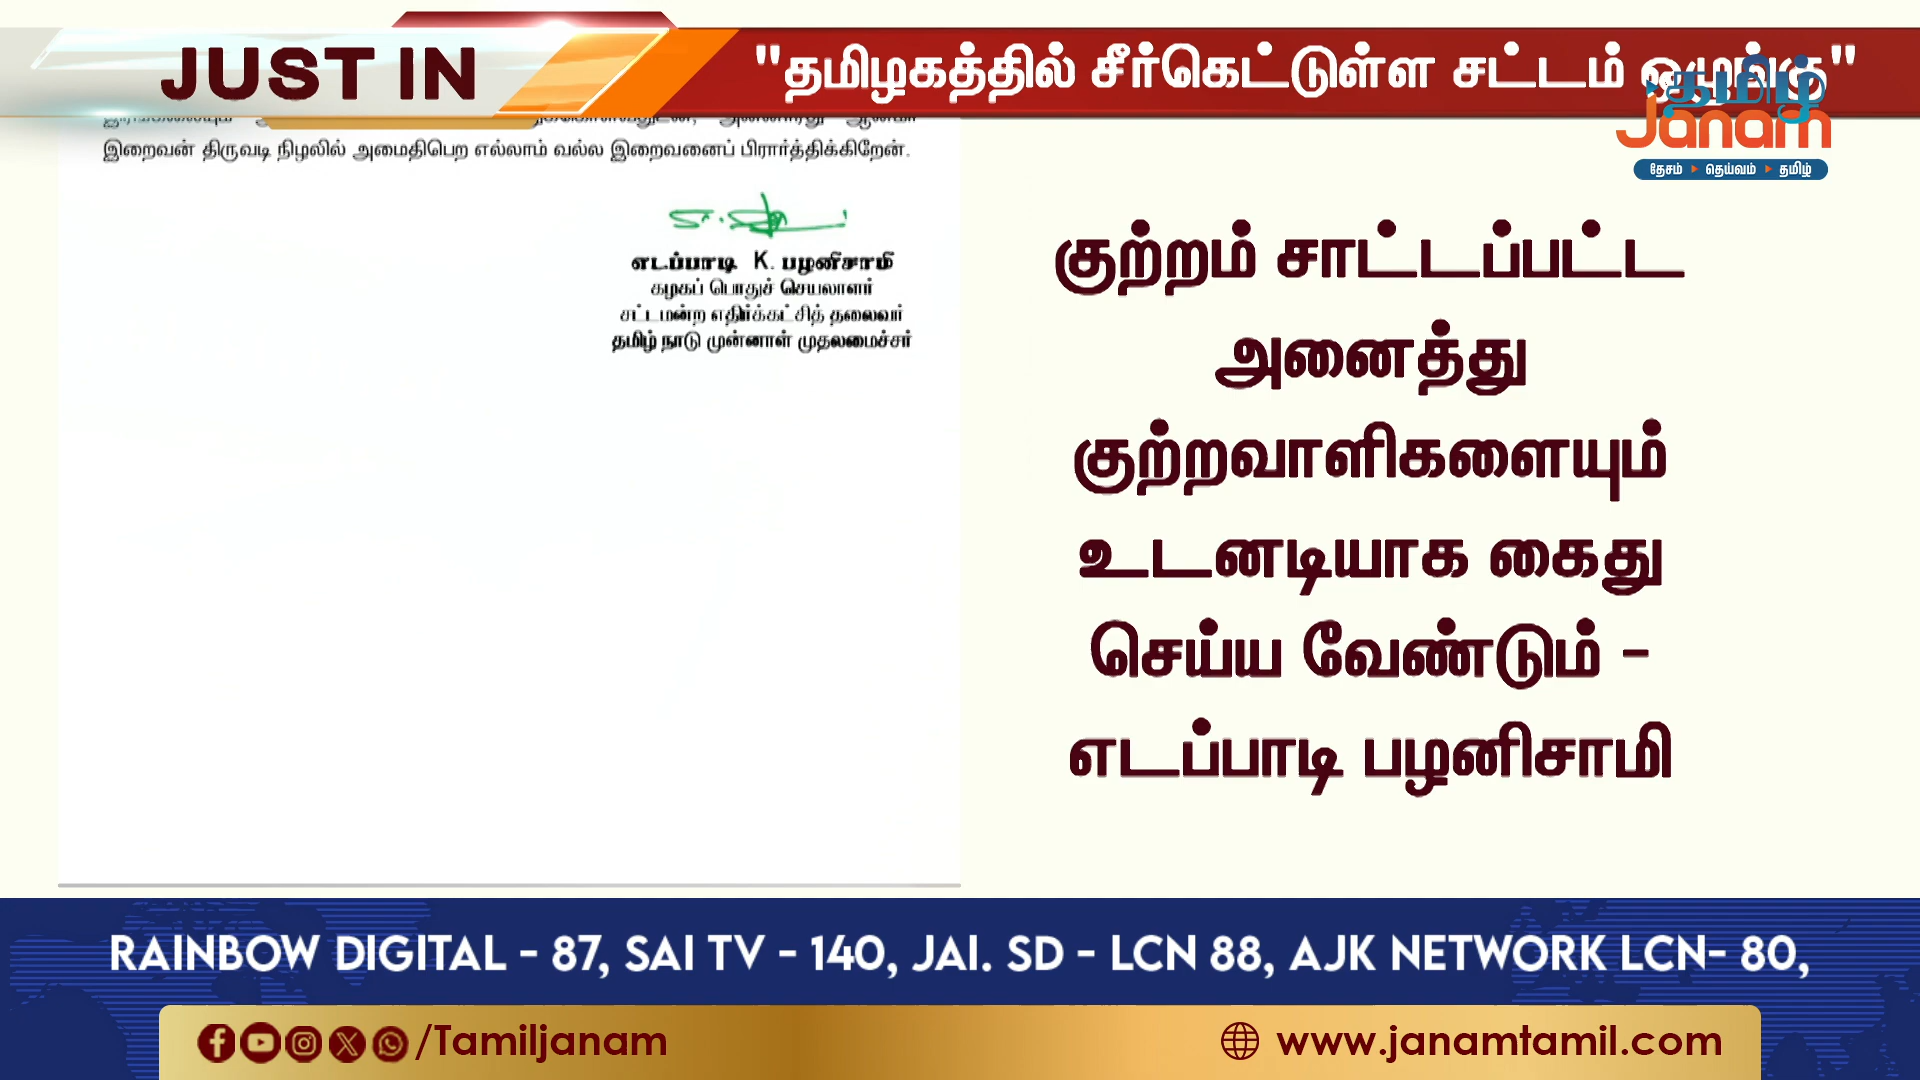 JUST IN
"தமிழகத்தில் சீர்கெட்டுள்ள சட்டம் ஒழுங்கு"
தமிழ்
Janam
தேசம் தெய்வம் தமிழ்
இறைவன் திருவடி நிழலில் அமைதிபெற எல்லாம் வல்ல இறைவனைப் பிரார்த்திக்கிறேன்.
எடப்பாடி K. பழனிசாமி
கழகப் பொதுச் செயலாளர்
சட்டமன்ற எதிர்க்கட்சித் தலைவர்
தமிழ் நாடு முன்னாள் முதலமைச்சர்
குற்றம் சாட்டப்பட்ட
அனைத்து
குற்றவாளிகளையும்
உடனடியாக கைது
செய்ய வேண்டும் -
எடப்பாடி பழனிசாமி
RAINBOW DIGITAL - 87, SAI TV - 140, JAI. SD - LCN 88, AJK NETWORK LCN- 80,
/Tamiljanam
www.janamtamil.com